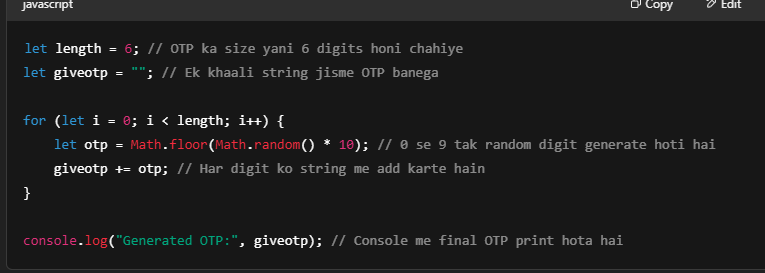 javascript
Copy
Edit
let length = 6; // OTP ka size yani 6 digits honi chahiye
let giveotp = ""; // Ek khaali string jisme OTP banega
for (let i = 0; i < length; i++) {
let otp = Math.floor(Math.random() * 10); // 0 se 9 tak random digit generate hoti hai
giveotp += otp; // Har digit ko string me add karte hain
}
console.log("Generated OTP:", giveotp); // Console me final OTP print hota hai